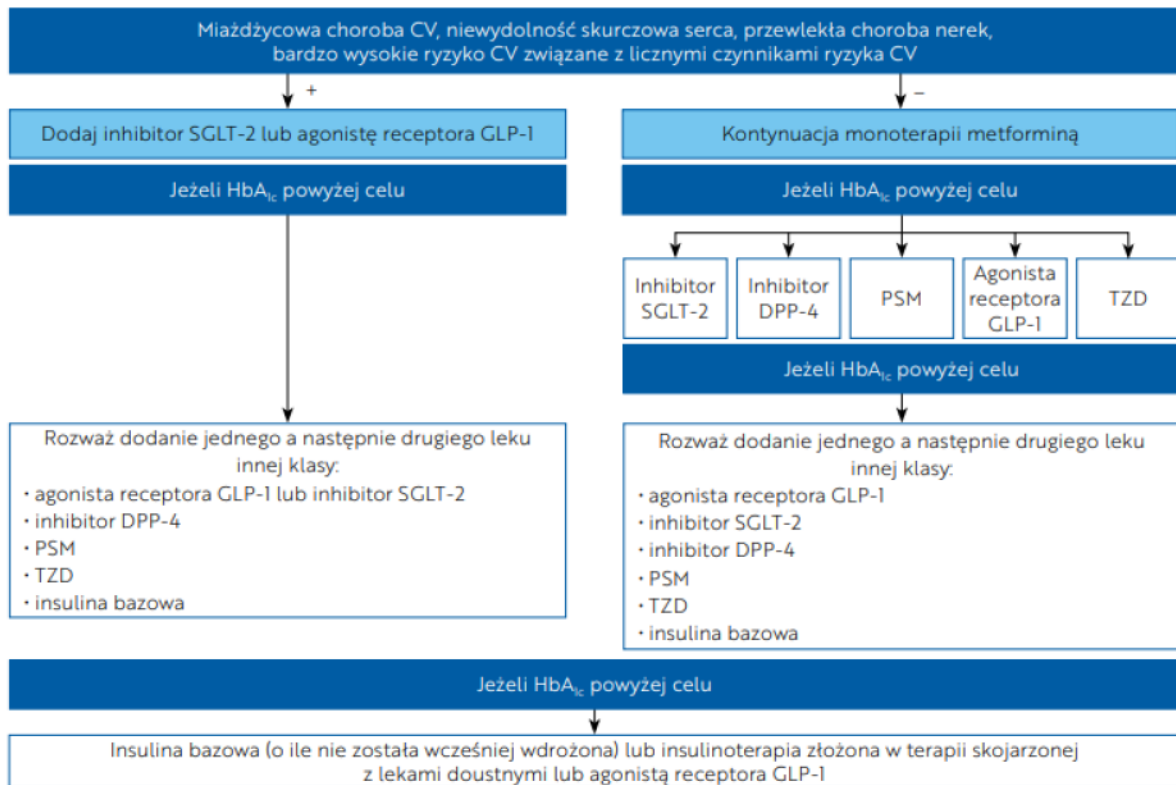 Miażdżycowa choroba CV, niewydolność skurczowa serca, przewlekła choroba nerek,
bardzo wysokie ryzyko CV związane z licznymi czynnikami ryzyka CV
+
–
Dodaj inhibitor SGLT-2 lub agonistę receptora GLP-1
Jeżeli HbA1c powyżej celu
Rozważ dodanie jednego a następnie drugiego leku
innej klasy:
• agonista receptora GLP-1 lub inhibitor SGLT-2
• inhibitor DPP-4
• PSM
• TZD
• insulina bazowa
Kontynuacja monoterapii metforminą
Jeżeli HbA1c powyżej celu
Inhibitor
SGLT-2
Inhibitor
DPP-4
PSM
Agonista
receptora
GLP-1
TZD
Jeżeli HbA1c powyżej celu
Rozważ dodanie jednego a następnie drugiego leku
innej klasy:
• agonista receptora GLP-1
• inhibitor SGLT-2
• inhibitor DPP-4
• PSM
• TZD
• insulina bazowa
Jeżeli HbA1c powyżej celu
Insulina bazowa (o ile nie została wcześniej wdrożona) lub insulinoterapia złożona w terapii skojarzonej
z lekami doustnymi lub agonistą receptora GLP-1